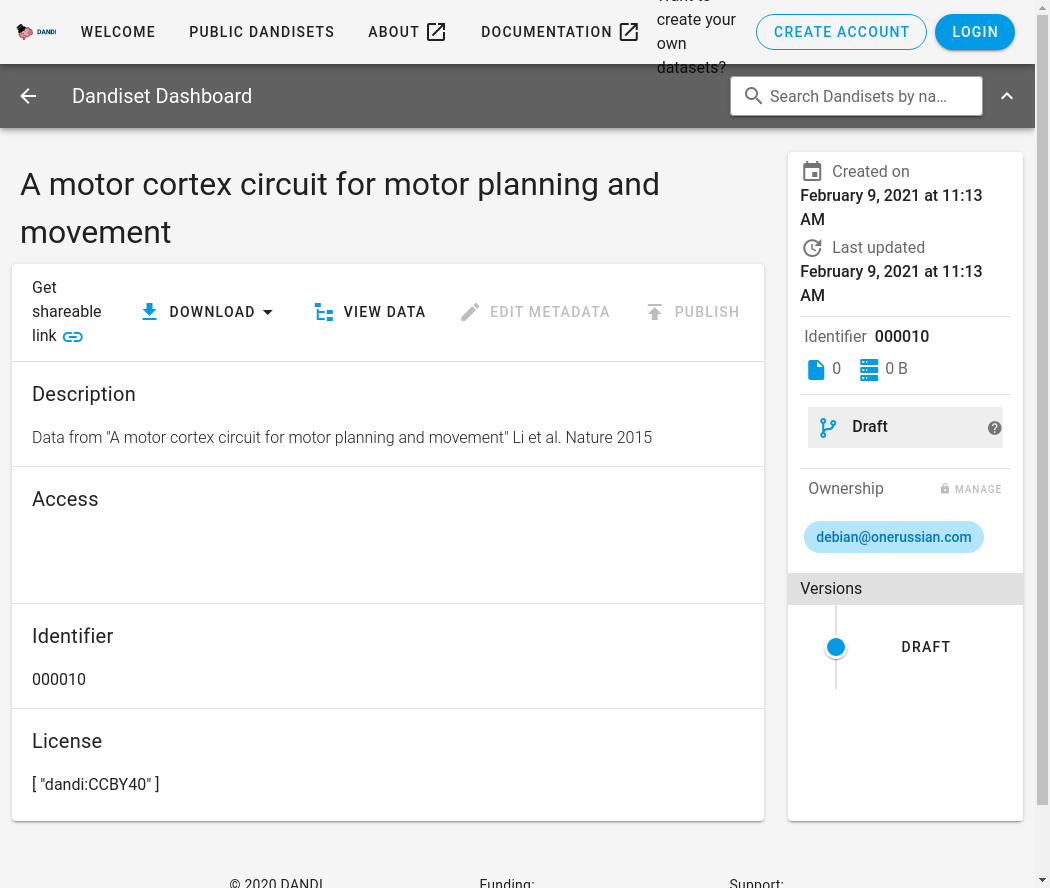 DANDI
WELCOME
PUBLIC DANDISETS
ABOUT
DOCUMENTATION
create your
own
datasets?
CREATE ACCOUNT
LOGIN
Dandiset Dashboard
Search Dandisets by na...
A motor cortex circuit for motor planning and
movement
Get
shareable
link
DOWNLOAD
VIEW DATA
EDIT METADATA
PUBLISH
Description
Data from "A motor cortex circuit for motor planning and movement" Li et al. Nature 2015
Access
Identifier
000010
License
[ "dandi:CCBY40" ]
Created on
February 9, 2021 at 11:13
AM
Last updated
February 9, 2021 at 11:13
AM
Identifier 000010
0
0 B
Draft
Ownership
MANAGE
debian@onerussian.com
Versions
DRAFT
© 2020 DANDI
Funding:
Support: